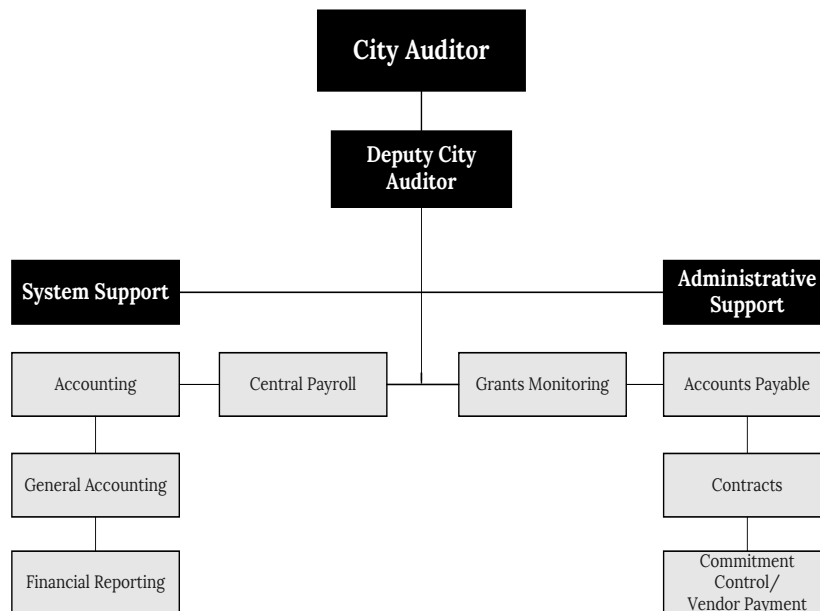 City Auditor
Deputy City
Auditor
System Support
Administrative
Support
Accounting
Central Payroll
Grants Monitoring
Accounts Payable
General Accounting
Contracts
Financial Reporting
Commitment
Control/
Vendor Payment